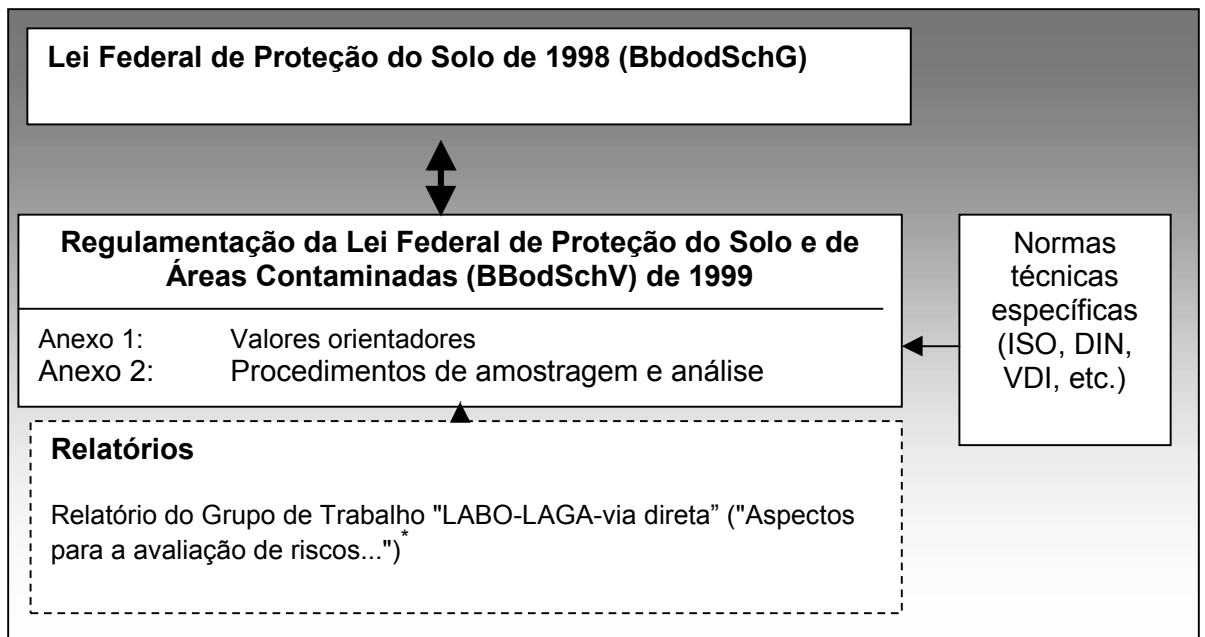 Lei Federal de Proteção do Solo de 1998 (BbdodSchG)
Regulamentação da Lei Federal de Proteção do Solo e de
Áreas Contaminadas (BBodSchV) de 1999
Anexo 1: Valores orientadores
Anexo 2: Procedimentos de amostragem e análise
Normas
técnicas
específicas
(ISO, DIN,
VDI, etc.)
Relatórios
Relatório do Grupo de Trabalho "LABO-LAGA-via direta” ("Aspectos
para a avaliação de riscos...")*